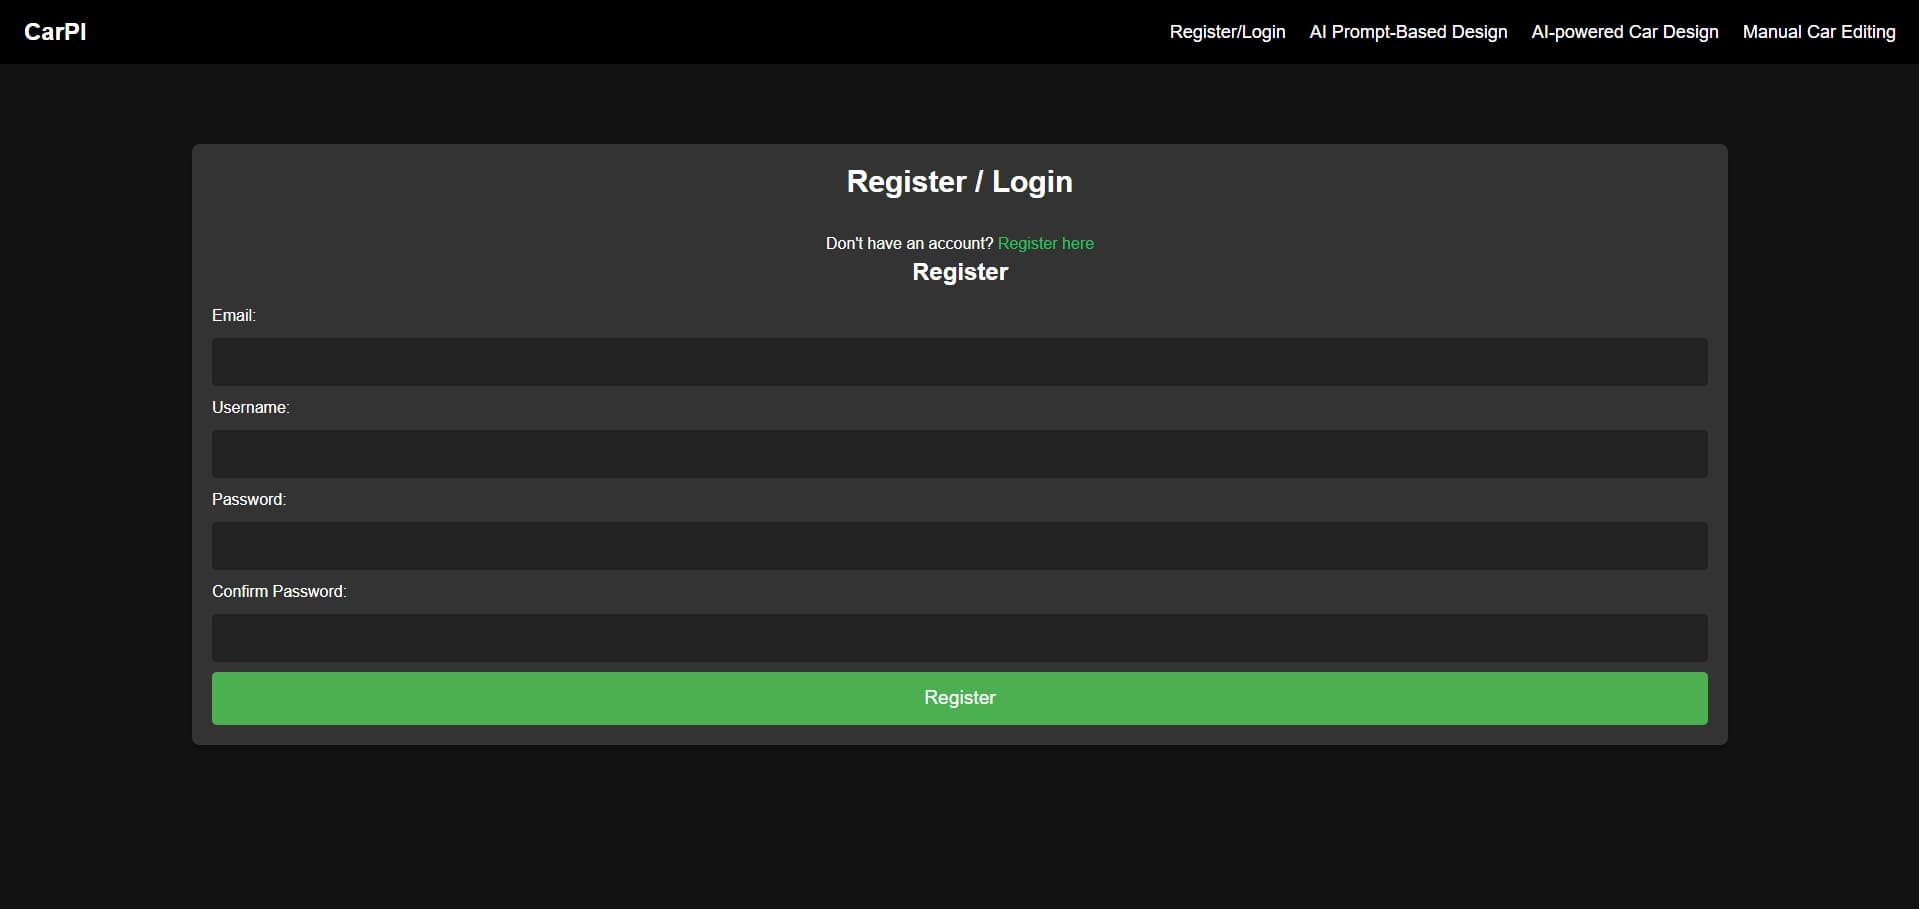 CarPI
Register/Login AI Prompt-Based Design AI-powered Car Design Manual Car Editing
Register / Login
Don't have an account? Register here
Register
Email:
Username:
Password:
Confirm Password:
Register